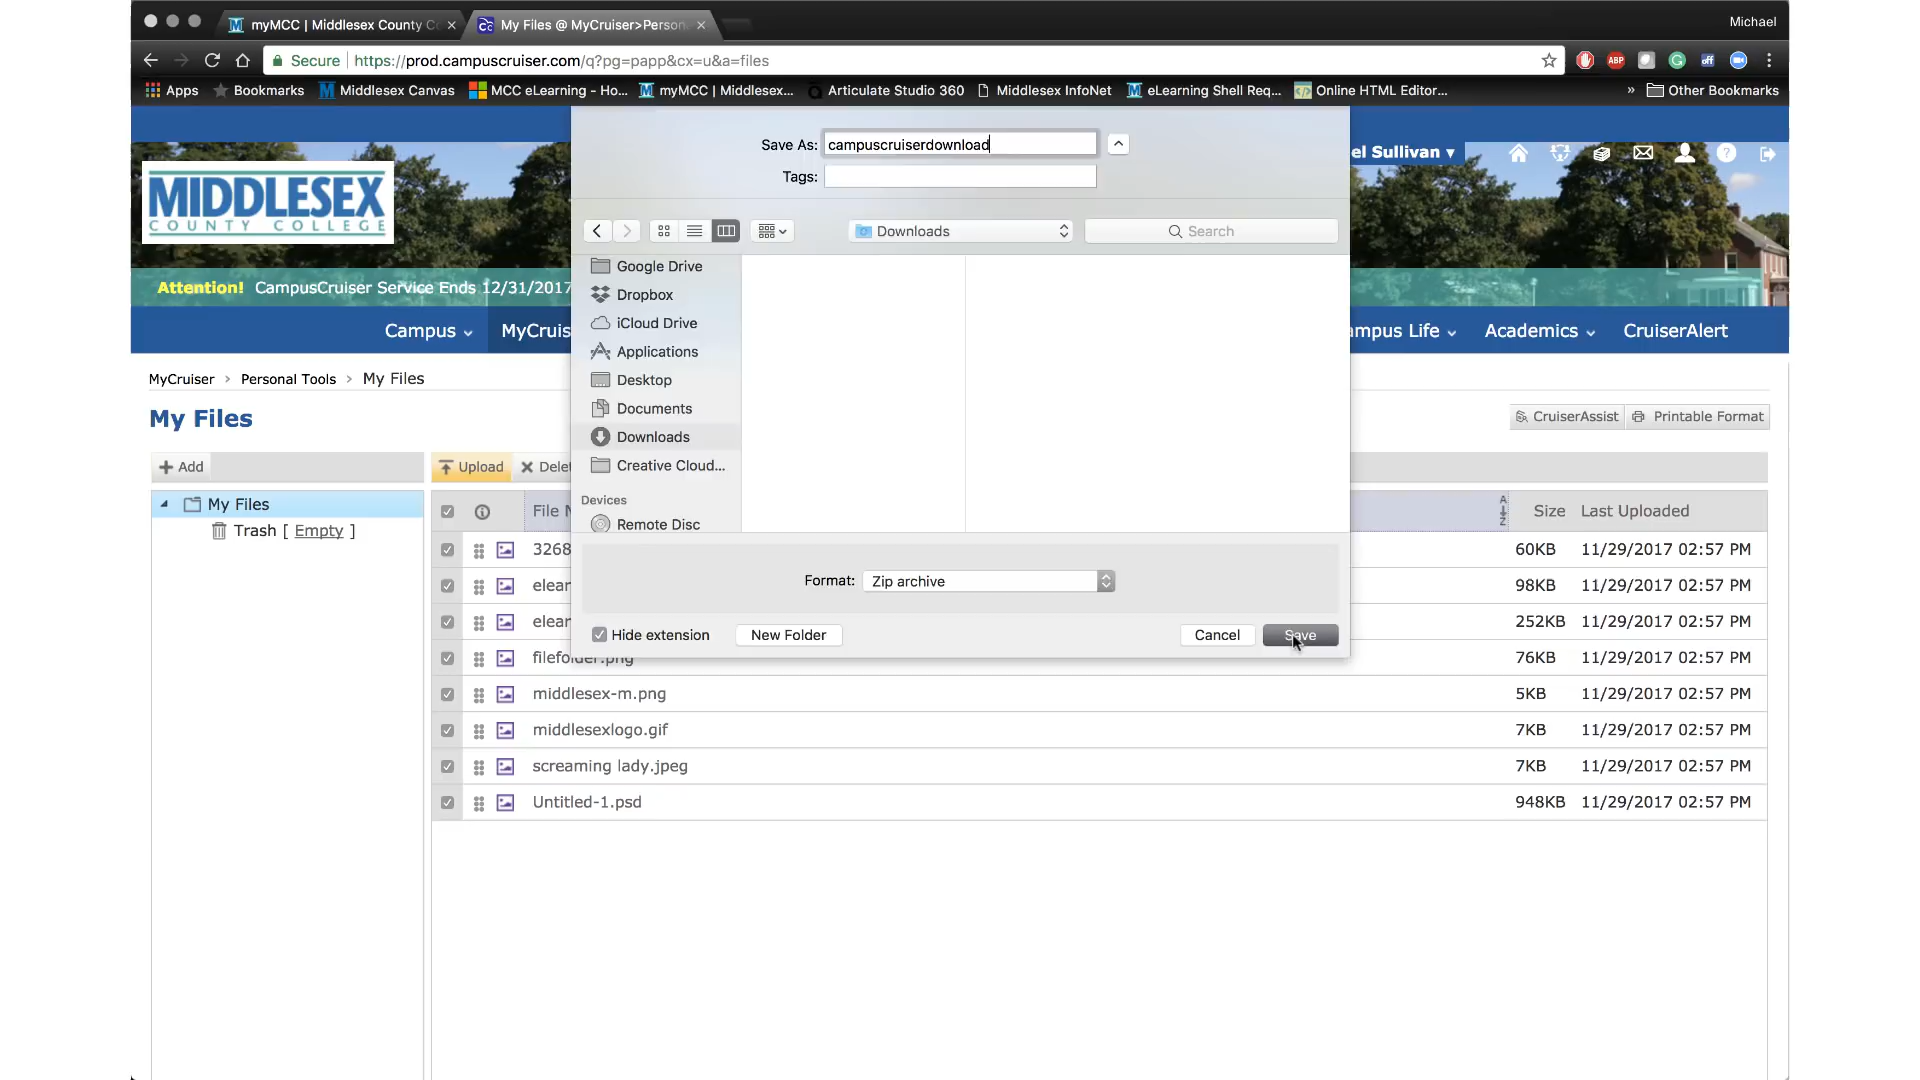 myMCC | Middlesex County C
My Files @ MyCruiser>Person
Michael
Secure
https://prod.campuscruiser.com/q?pg=papp&cx=u&a=files
ABP
off
Apps
Bookmarks
Middlesex Canvas
MCC eLearning - Ho...
myMCC | Middlesex...
Articulate Studio 360
Middlesex InfoNet
eLearning Shell Req...
Online HTML Editor...
»
Other Bookmarks
Save As: campuscruiserdownload
Tags:
el Sullivan ▾
MIDDLESEX
COUNTY COLLEGE
Downloads
Search
Google Drive
Dropbox
iCloud Drive
Applications
Desktop
Documents
Downloads
Creative Cloud...
Devices
Remote Disc
Format: Zip archive
Hide extension
New Folder
Cancel
Save
Attention! CampusCruiser Service Ends 12/31/2017
Campus
MyCruis
ampus Life
Academics
CruiserAlert
MyCruiser › Personal Tools › My Files
My Files
CruiserAssist
Printable Format
+ Add
Upload
Delet
My Files
Trash [ Empty ]
File N
Size
Last Uploaded
3268
60KB 11/29/2017 02:57 PM
elear
98KB 11/29/2017 02:57 PM
elear
252KB 11/29/2017 02:57 PM
filefolder.png
76KB 11/29/2017 02:57 PM
middlesex-m.png
5KB 11/29/2017 02:57 PM
middlesexlogo.gif
7KB 11/29/2017 02:57 PM
screaming lady.jpeg
7KB 11/29/2017 02:57 PM
Untitled-1.psd
948KB 11/29/2017 02:57 PM